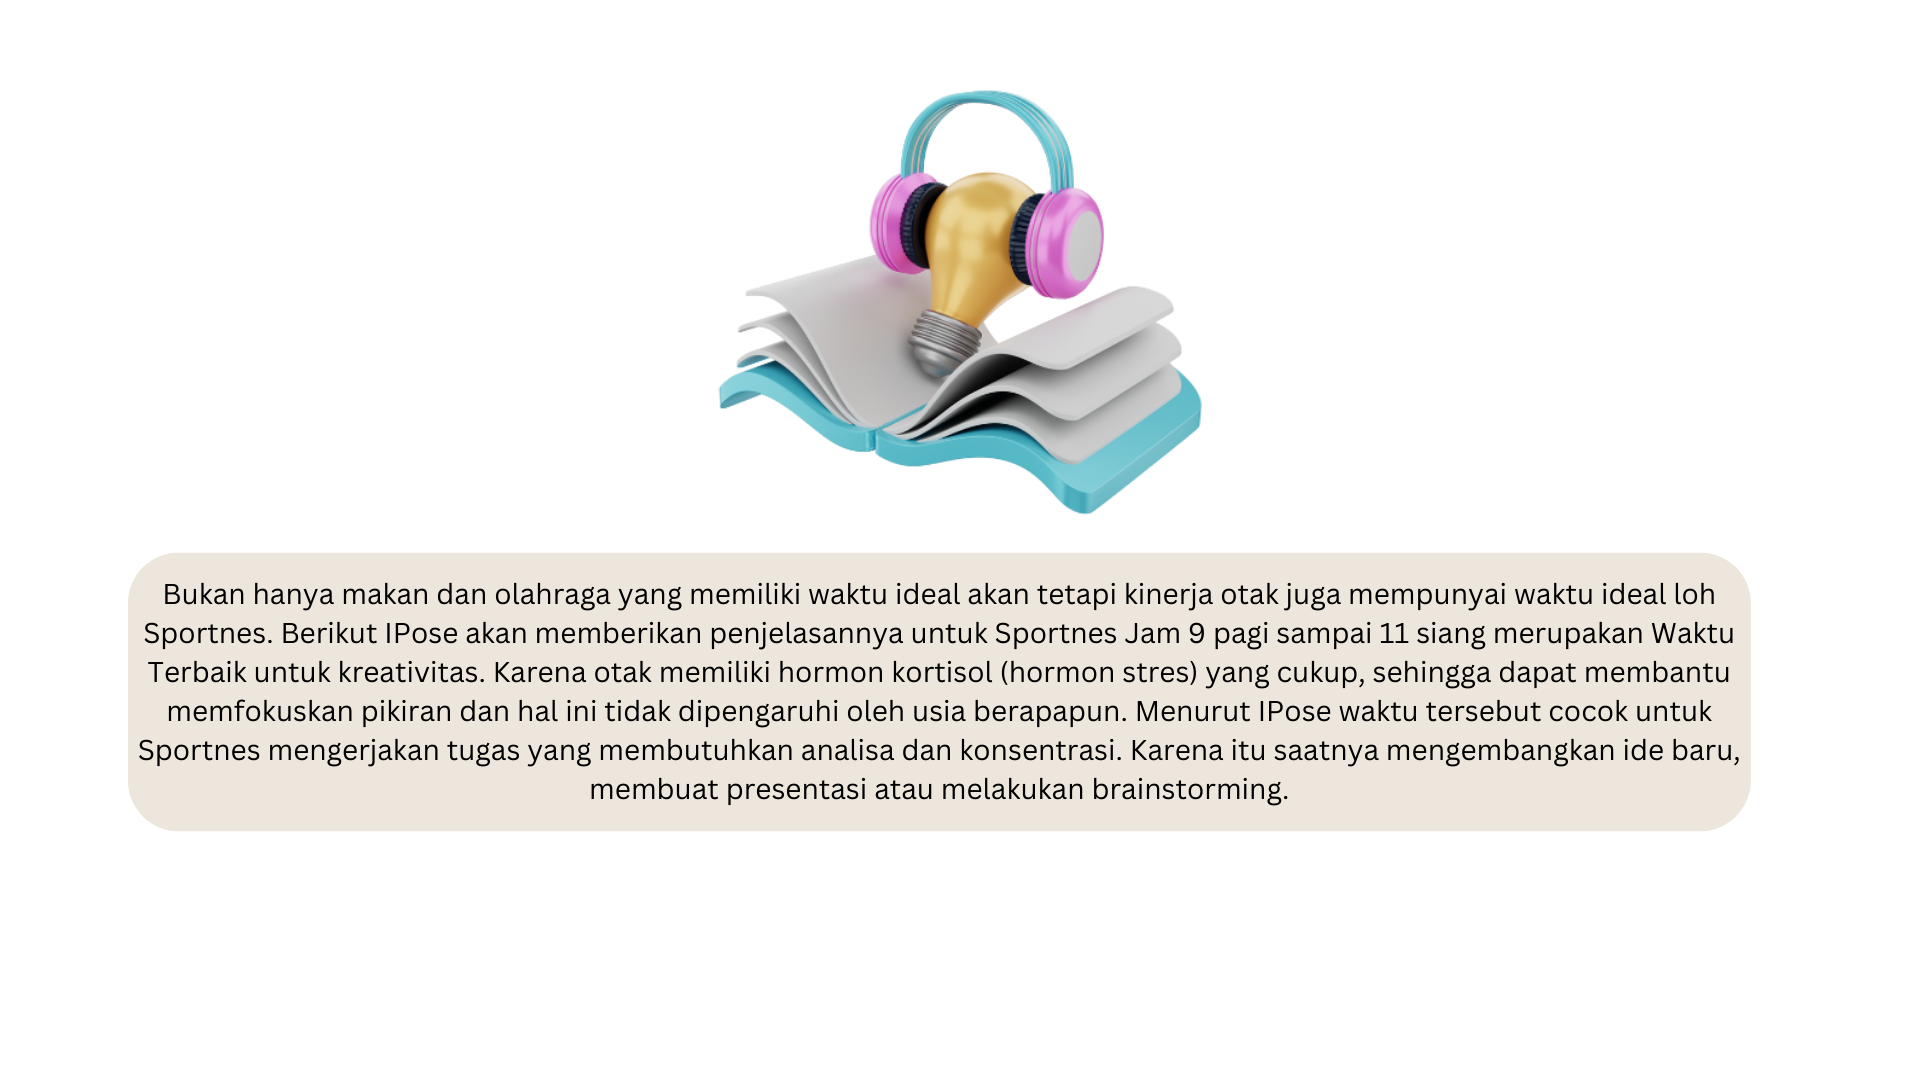 Bukan hanya makan dan olahraga yang memiliki waktu ideal akan tetapi kinerja otak juga mempunyai waktu ideal loh
Sportnes. Berikut IPose akan memberikan penjelasannya untuk Sportnes Jam 9 pagi sampai 11 siang merupakan Waktu
Terbaik untuk kreativitas. Karena otak memiliki hormon kortisol (hormon stres) yang cukup, sehingga dapat membantu
memfokuskan pikiran dan hal ini tidak dipengaruhi oleh usia berapapun. Menurut IPose waktu tersebut cocok untuk
Sportnes mengerjakan tugas yang membutuhkan analisa dan konsentrasi. Karena itu saatnya mengembangkan ide baru,
membuat presentasi atau melakukan brainstorming.